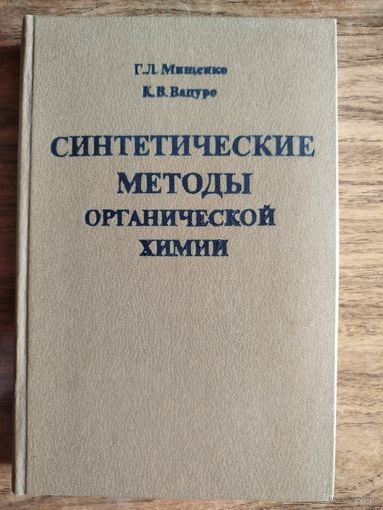 Г.Л. Мищенко
К.В. Вацуро
СИНТЕТИЧЕСКИЕ
МЕТОДЫ
ОРГАНИЧЕСКОЙ
ХИМИИ